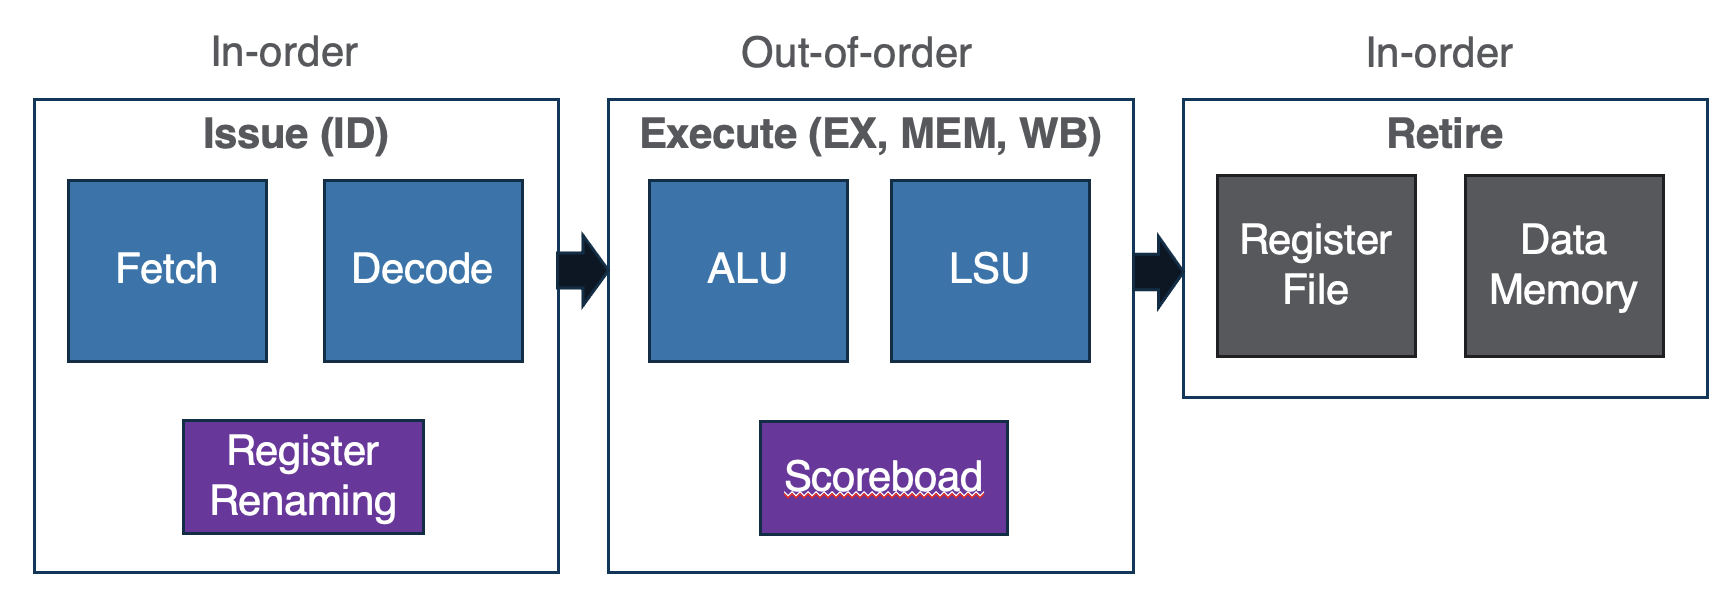 In-order
Out-of-order
In-order
Issue (ID)
Execute (EX, MEM, WB)
Retire
Fetch
Decode
ALU
LSU
Register
File
Data
Memory
Register
Renaming
Scoreboad